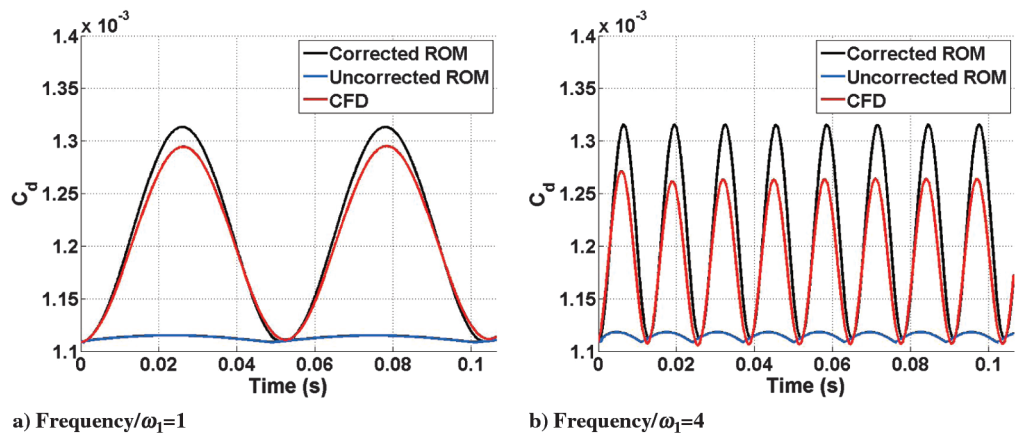 x 10⁻³
1.4
1.35
1.3
1.25
1.2
1.15
1.1
C_d
0 0.02 0.04 0.06 0.08 0.1
Time (s)
Corrected ROM
Uncorrected ROM
CFD
a) Frequency/ω₁=1
x 10⁻³
1.4
1.35
1.3
1.25
1.2
1.15
1.1
C_d
0 0.02 0.04 0.06 0.08 0.1
Time (s)
Corrected ROM
Uncorrected ROM
CFD
b) Frequency/ω₁=4